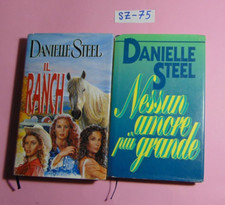 SZ-75
DANIELLE STEEL
IL
RANCH
DANIELLE
STEEL
Nessun
amore
più
grande